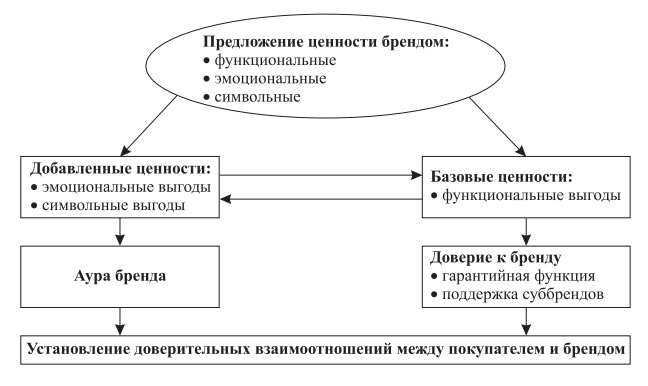 Предложение ценности брендом:
• функциональные
• эмоциональные
• символьные
Добавленные ценности:
• эмоциональные выгоды
• символьные выгоды
Базовые ценности:
• функциональные выгоды
Аура бренда
Доверие к бренду
• гарантийная функция
• поддержка суббрендов
Установление доверительных взаимоотношений между покупателем и брендом